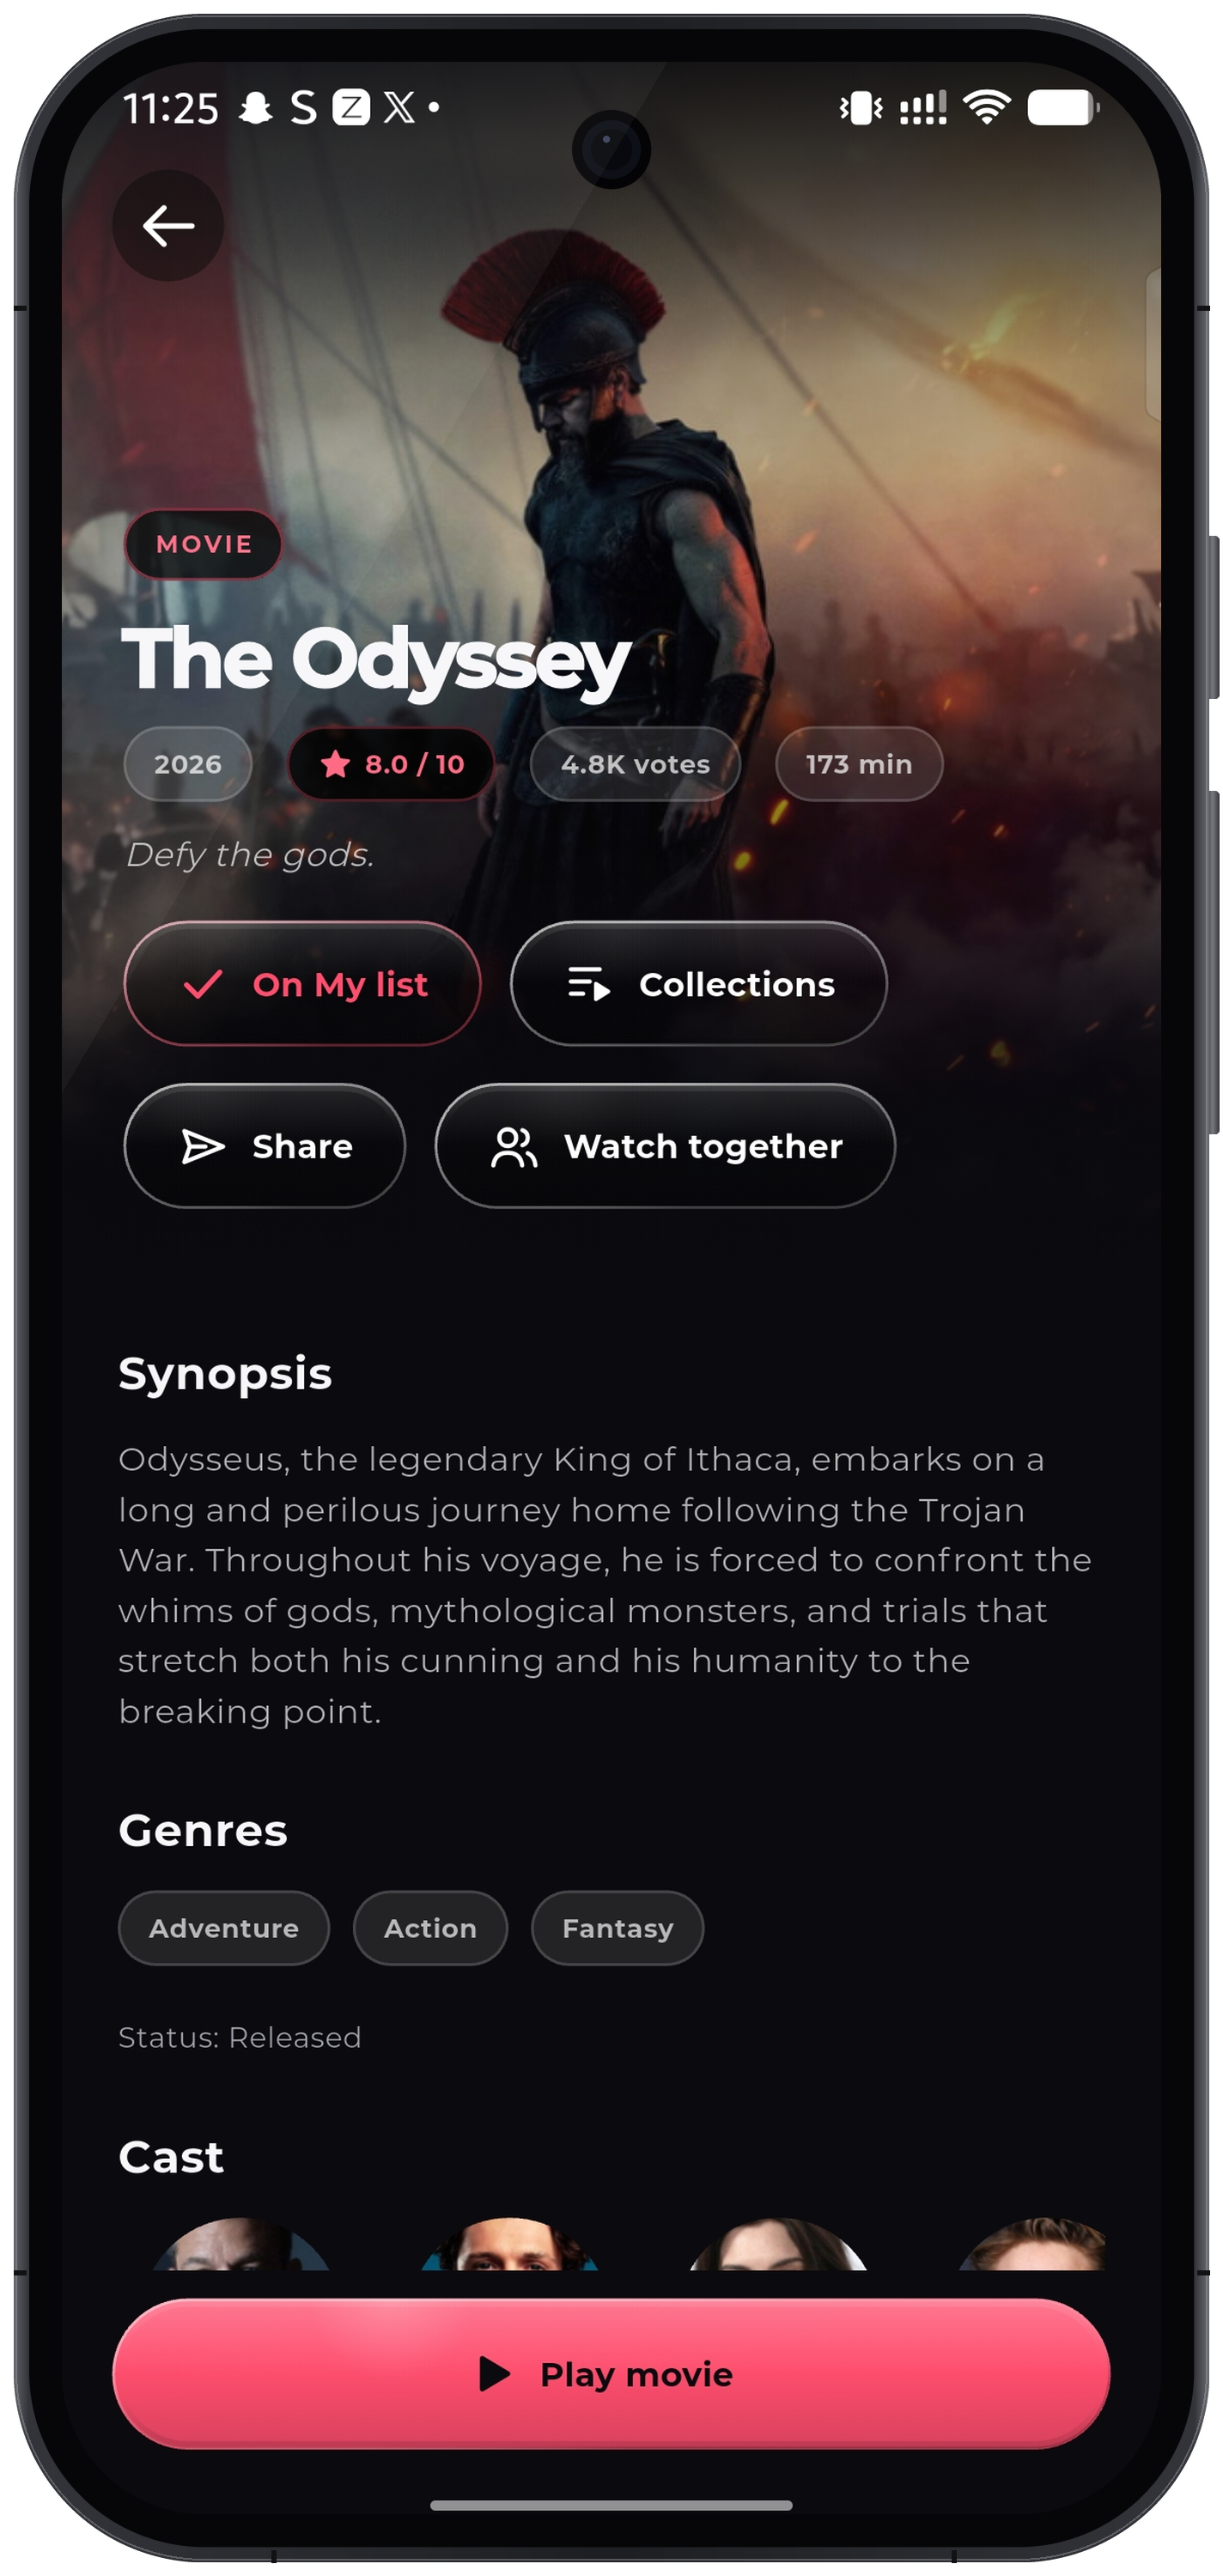 11:25
MOVIE
The Odyssey
2026
8.0 / 10
4.8K votes
173 min
Defy the gods.
On My list
Collections
Share
Watch together
Synopsis
Odysseus, the legendary King of Ithaca, embarks on a
long and perilous journey home following the Trojan
War. Throughout his voyage, he is forced to confront the
whims of gods, mythological monsters, and trials that
stretch both his cunning and his humanity to the
breaking point.
Genres
Adventure
Action
Fantasy
Status: Released
Cast
Play movie